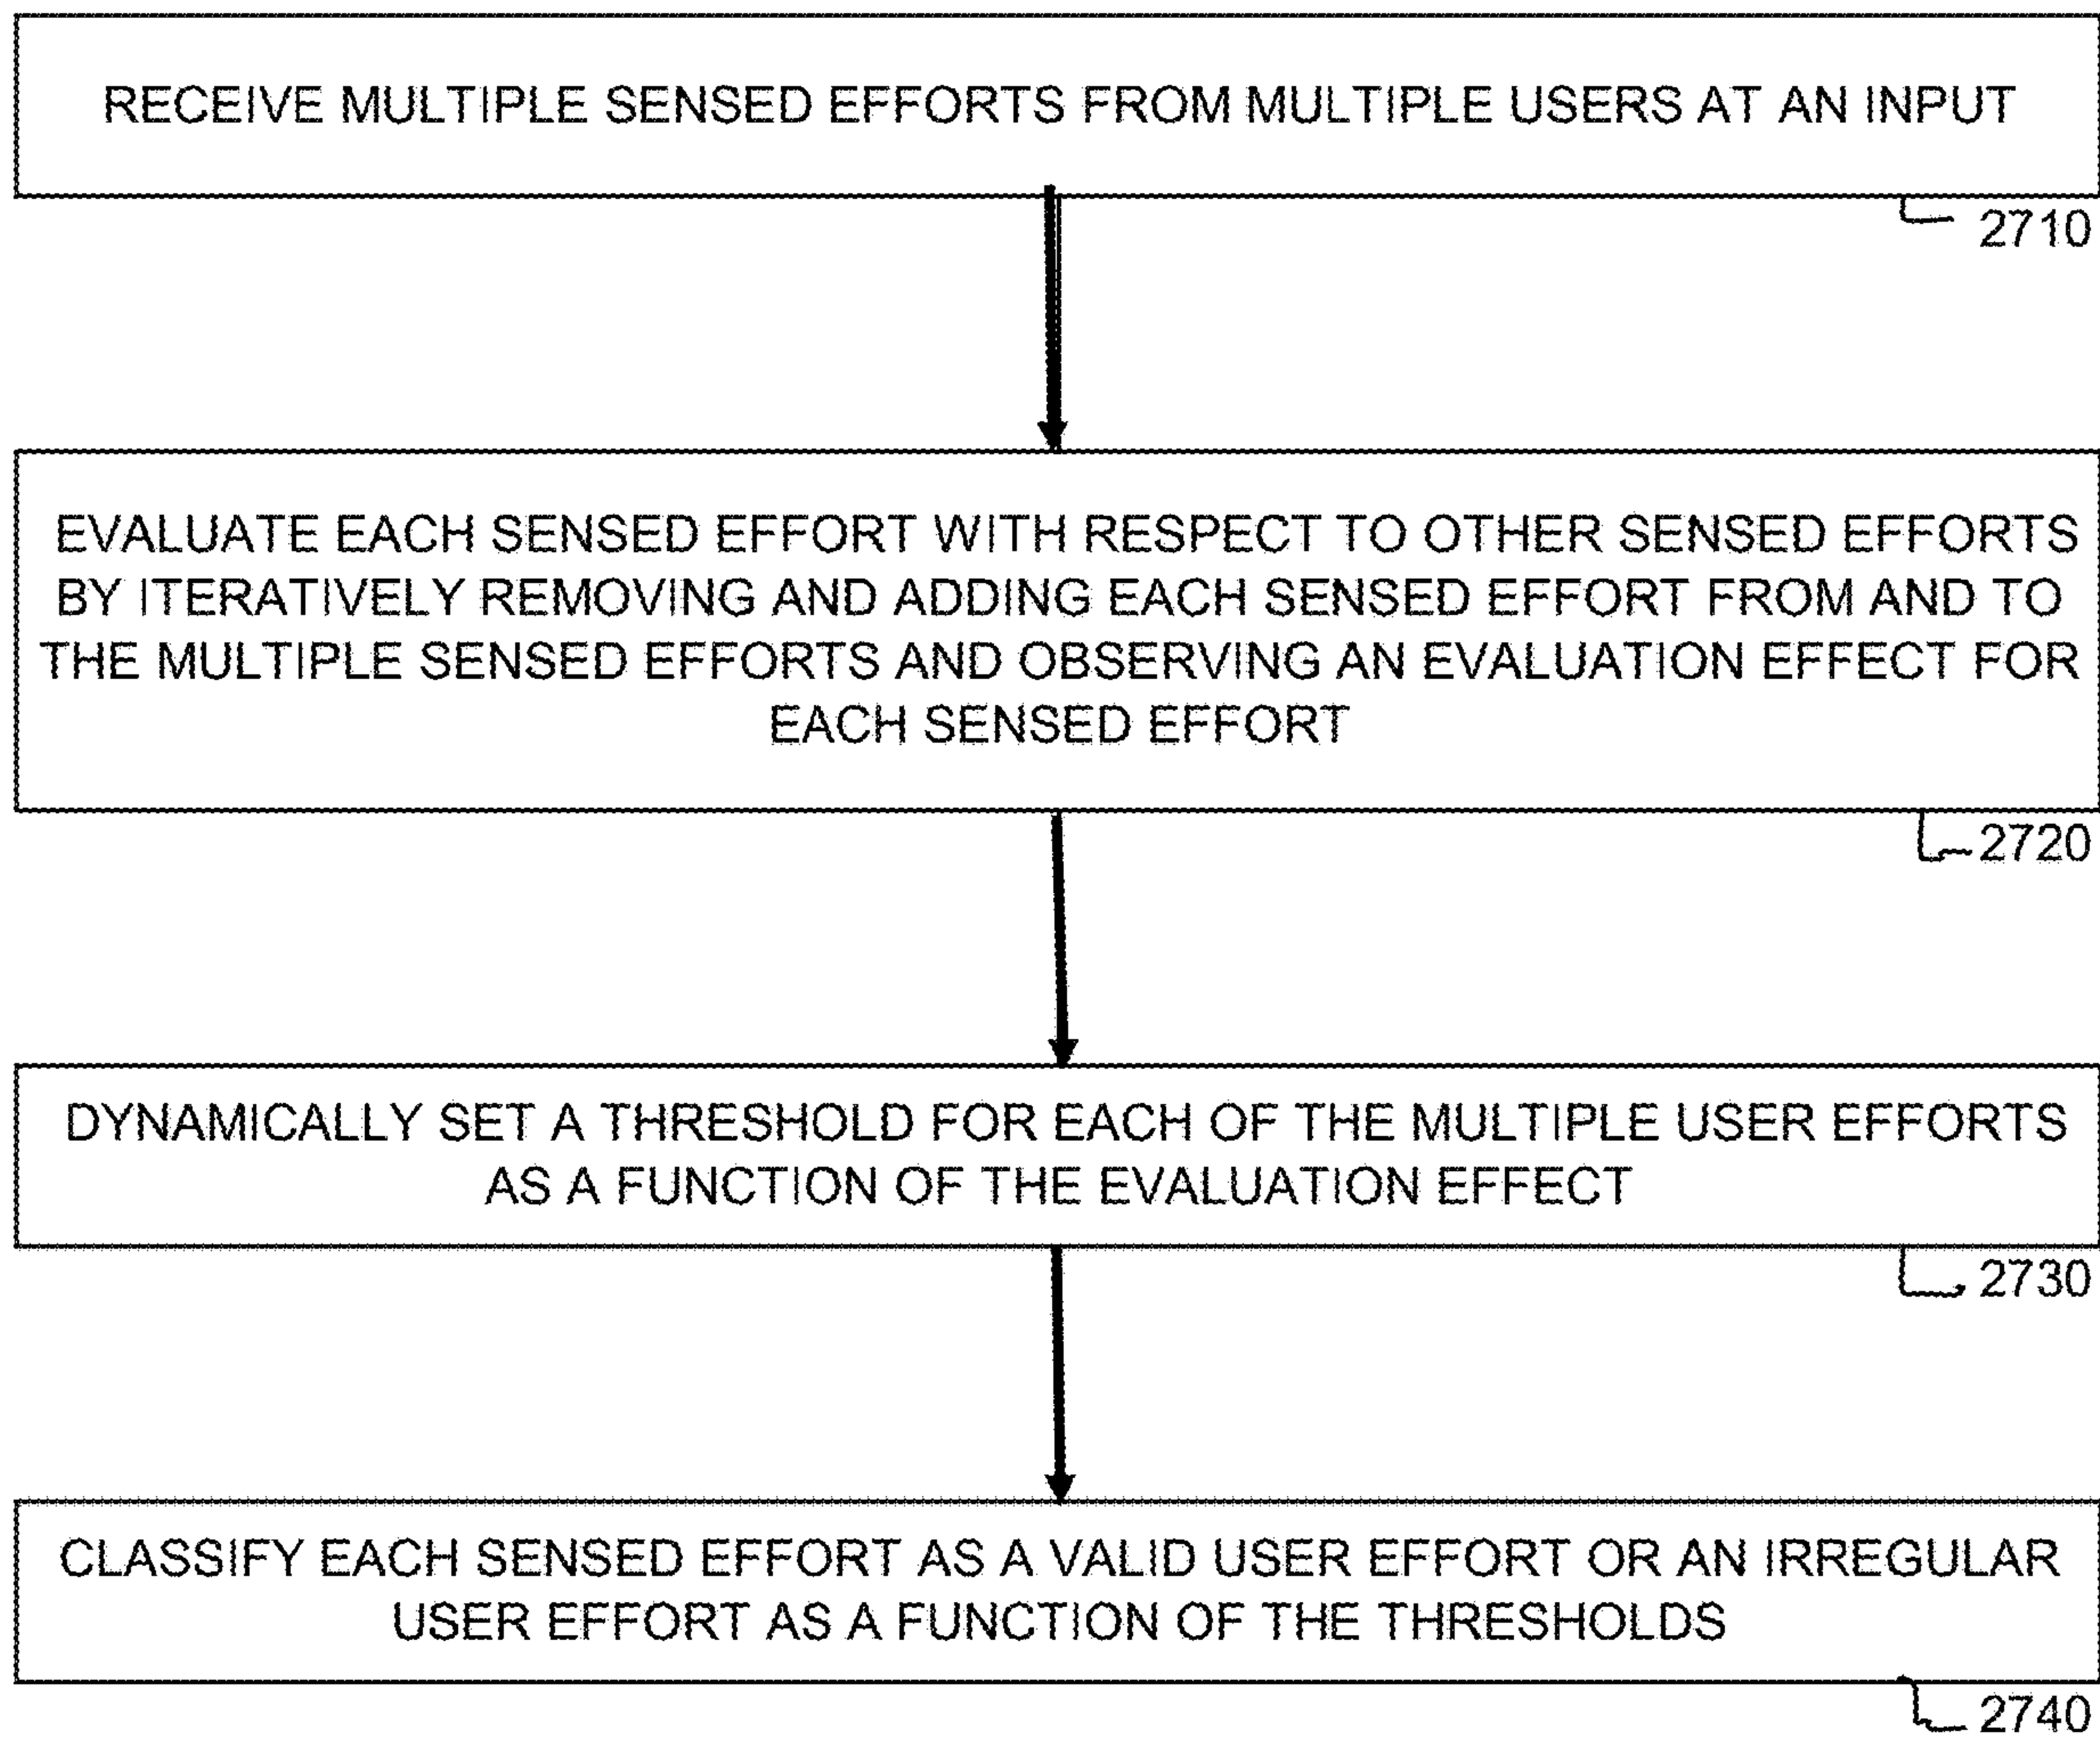 RECEIVE MULTIPLE SENSED EFFORTS FROM MULTIPLE USERS AT AN INPUT
2710
EVALUATE EACH SENSED EFFORT WITH RESPECT TO OTHER SENSED EFFORTS
BY ITERATIVELY REMOVING AND ADDING EACH SENSED EFFORT FROM AND TO
THE MULTIPLE SENSED EFFORTS AND OBSERVING AN EVALUATION EFFECT FOR
EACH SENSED EFFORT
2720
DYNAMICALLY SET A THRESHOLD FOR EACH OF THE MULTIPLE USER EFFORTS
AS A FUNCTION OF THE EVALUATION EFFECT
2730
CLASSIFY EACH SENSED EFFORT AS A VALID USER EFFORT OR AN IRREGULAR
USER EFFORT AS A FUNCTION OF THE THRESHOLDS
2740